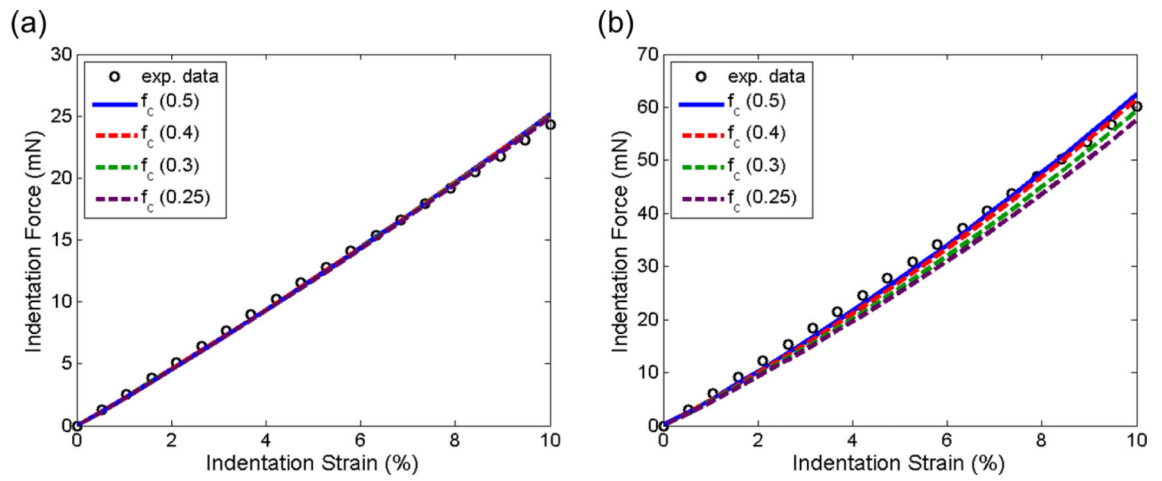 (a)
30
25
20
15
10
5
0
Indentation Force (mN)
exp. data
f_c (0.5)
f_c (0.4)
f_c (0.3)
f_c (0.25)
0 2 4 6 8 10
Indentation Strain (%)
(b)
70
60
50
40
30
20
10
0
Indentation Force (mN)
exp. data
f_c (0.5)
f_c (0.4)
f_c (0.3)
f_c (0.25)
0 2 4 6 8 10
Indentation Strain (%)